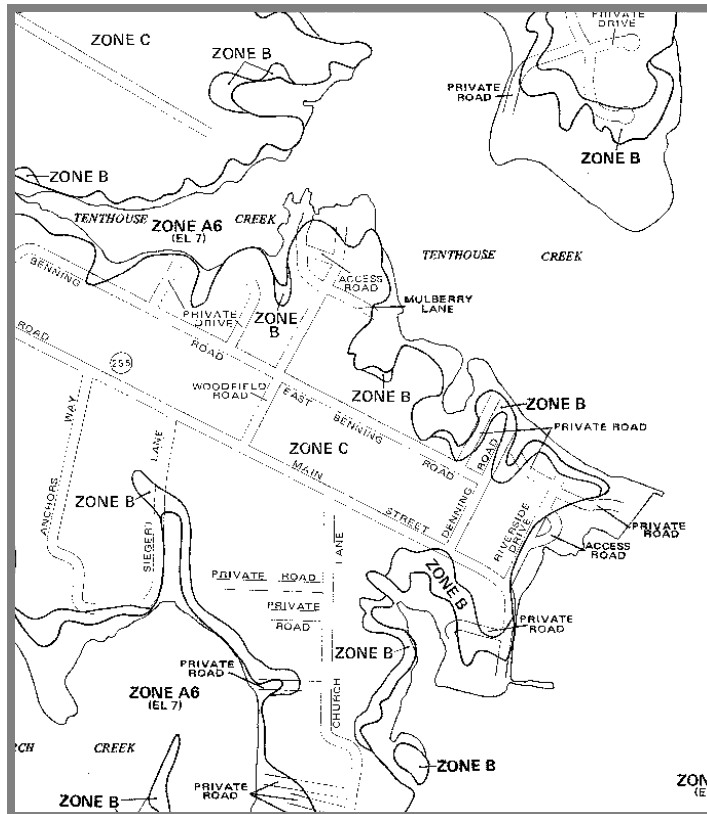 PRIVATE
DRIVE
ZONE C
ZONE B
PRIVATE
ROAD
ZONE B
ZONE B
TENTHOUSE CREEK
ZONE A6
(EL 7)
TENTHOUSE CREEK
BENNING
ACCESS
ROAD
MULBERRY
LANE
PRIVATE
DRIVE
ZONE
B
ROAD
ROAD
255
WOODFIELD
ROAD
EAST BENNING ROAD
ZONE B
ZONE B
PRIVATE ROAD
ZONE C
MAIN STREET
ANCHORS WAY
LANE
ZONE B
DENNING ROAD
RIVERSIDE
DRIVE
PRIVATE
ROAD
ACCESS
ROAD
SIEGERT
LANE
PRIVATE ROAD
PRIVATE
ROAD
ZONE B
PRIVATE
ROAD
ZONE B
PRIVATE
ROAD
ZONE A6
(EL 7)
CHURCH
RCH CREEK
ZONE B
ZONE B
PRIVATE
ROAD
ZON
(E